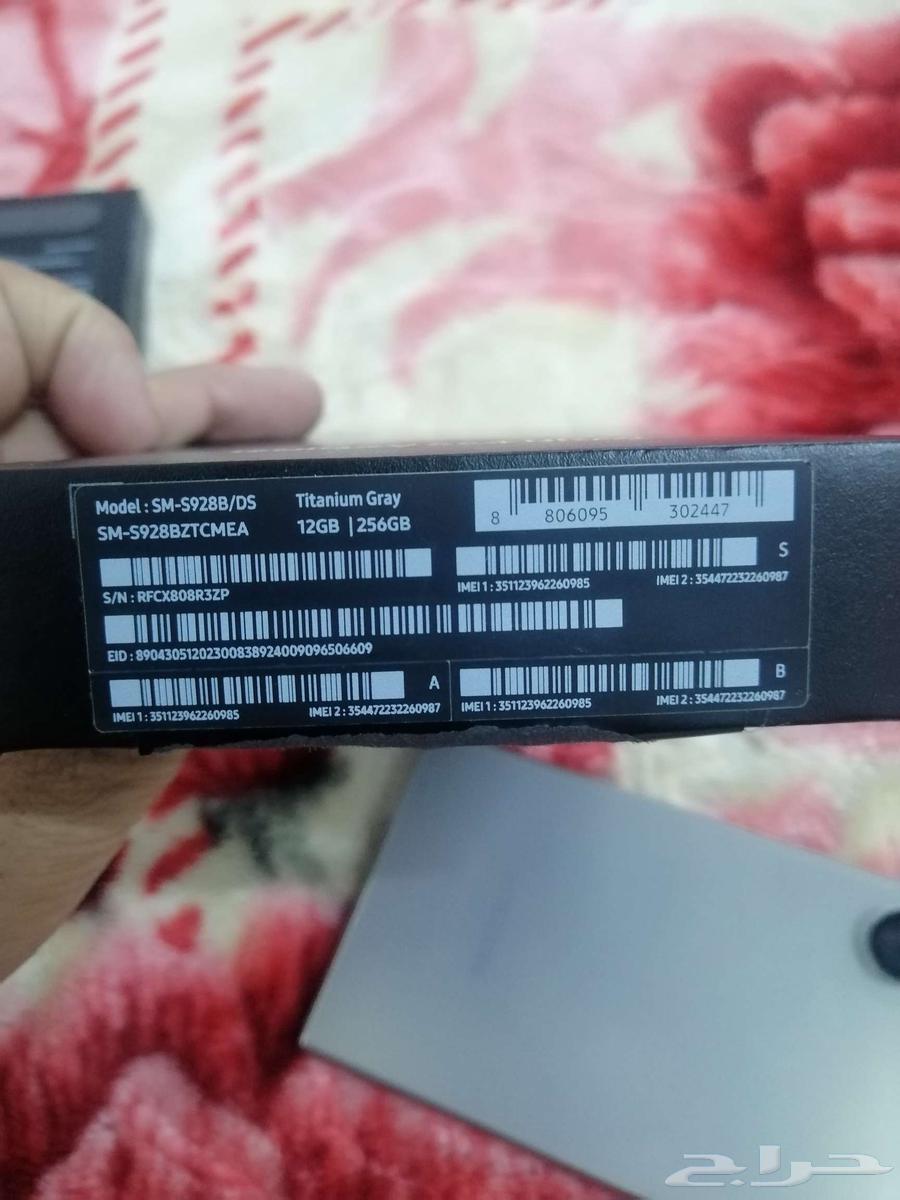 Model : SM-S928B/DS Titanium Gray
SM-S928BZTCMEA 12GB | 256GB
8 806095 302447
S/N : RFCX808R3ZP
IMEI 1 : 351123962260985 IMEI 2 : 354472232260987 S
EID : 89043051202300838924009096506609
IMEI 1 : 351123962260985 IMEI 2 : 354472232260987 A
IMEI 1 : 351123962260985 IMEI 2 : 354472232260987 B
حراج